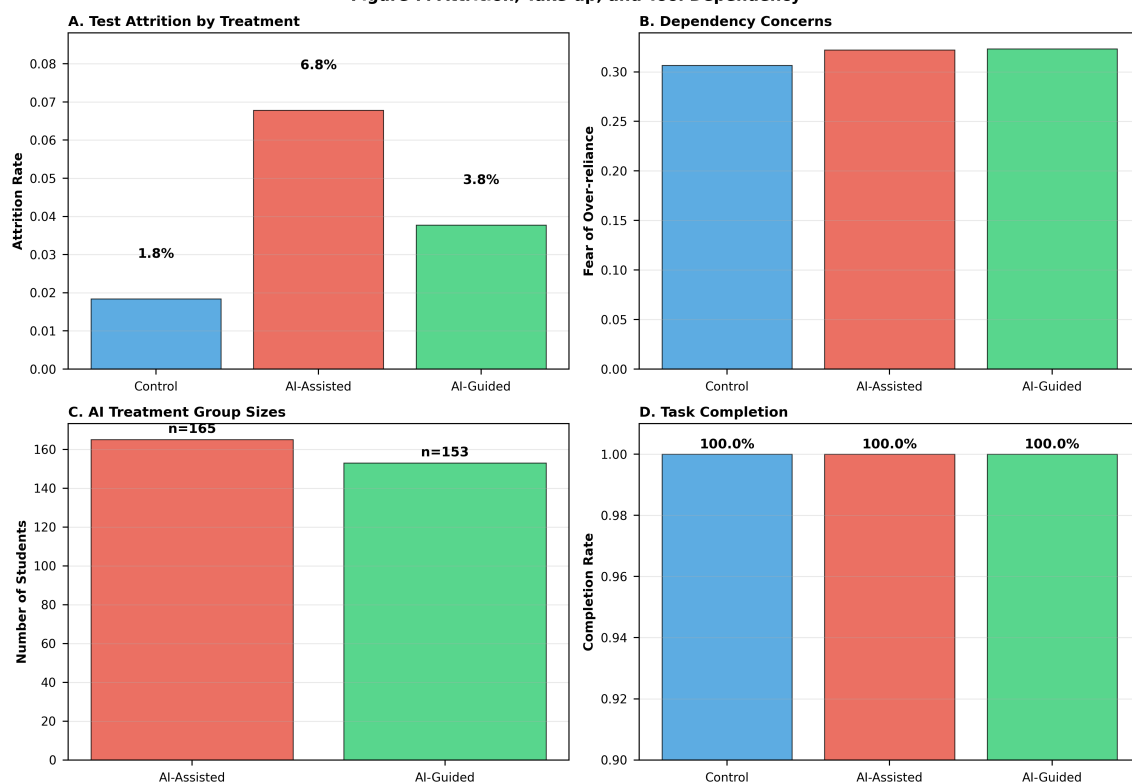 A. Test Attrition by Treatment
Attrition Rate
0.08
0.07
0.06
0.05
0.04
0.03
0.02
0.01
0.00
1.8%
6.8%
3.8%
Control
AI-Assisted
AI-Guided
B. Dependency Concerns
Fear of Over-reliance
0.30
0.25
0.20
0.15
0.10
0.05
0.00
Control
AI-Assisted
AI-Guided
C. AI Treatment Group Sizes
Number of Students
160
140
120
100
80
60
40
20
0
n=165
n=153
AI-Assisted
AI-Guided
D. Task Completion
Completion Rate
1.00
0.98
0.96
0.94
0.92
0.90
100.0%
100.0%
100.0%
Control
AI-Assisted
AI-Guided